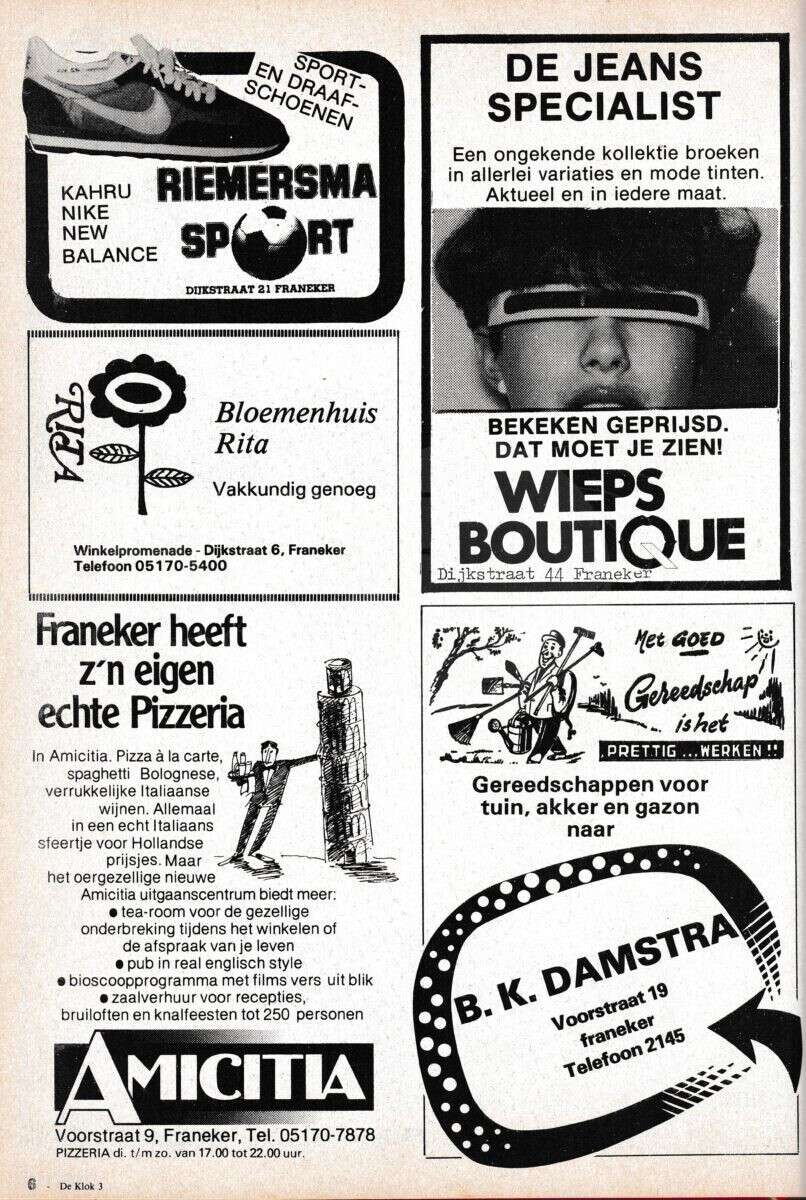 SPORT-
EN DRAAF-
SCHOENEN
KAHRU
NIKE
NEW
BALANCE
RIEMERSMA
SPORT
DIJKSTRAAT 21 FRANEKER
DE JEANS
SPECIALIST
Een ongekende kollektie broeken
in allerlei variaties en mode tinten.
Aktueel en in iedere maat.
BEKEKEN GEPRIJSD.
DAT MOET JE ZIEN!
WIEPS
BOUTIQUE
Dijkstraat 44 Franeker
RITA
Bloemenhuis
Rita
Vakkundig genoeg
Winkelpromenade - Dijkstraat 6, Franeker
Telefoon 05170-5400
Franeker heeft
z'n eigen
echte Pizzeria
In Amicitia. Pizza à la carte,
spaghetti Bolognese,
verrukkelijke Italiaanse
wijnen. Allemaal
in een echt Italiaans
sfeertje voor Hollandse
prijsjes. Maar
het oergezellige nieuwe
Amicitia uitgaanscentrum biedt meer:
● tea-room voor de gezellige
onderbreking tijdens het winkelen of
de afspraak van je leven
● pub in real englisch style
● bioscoopprogramma met films vers uit blik
● zaalverhuur voor recepties,
bruiloften en knalfeesten tot 250 personen
AMICITIA
Voorstraat 9, Franeker, Tel. 05170-7878
PIZZERIA di. t/m zo. van 17.00 tot 22.00 uur.
Met GOED
Gereedschap
is het
PRETTIG...WERKEN!!
Gereedschappen voor
tuin, akker en gazon
naar
B. K. DAMSTRA
Voorstraat 19
franeker
Telefoon 2145
6 - De Klok 3